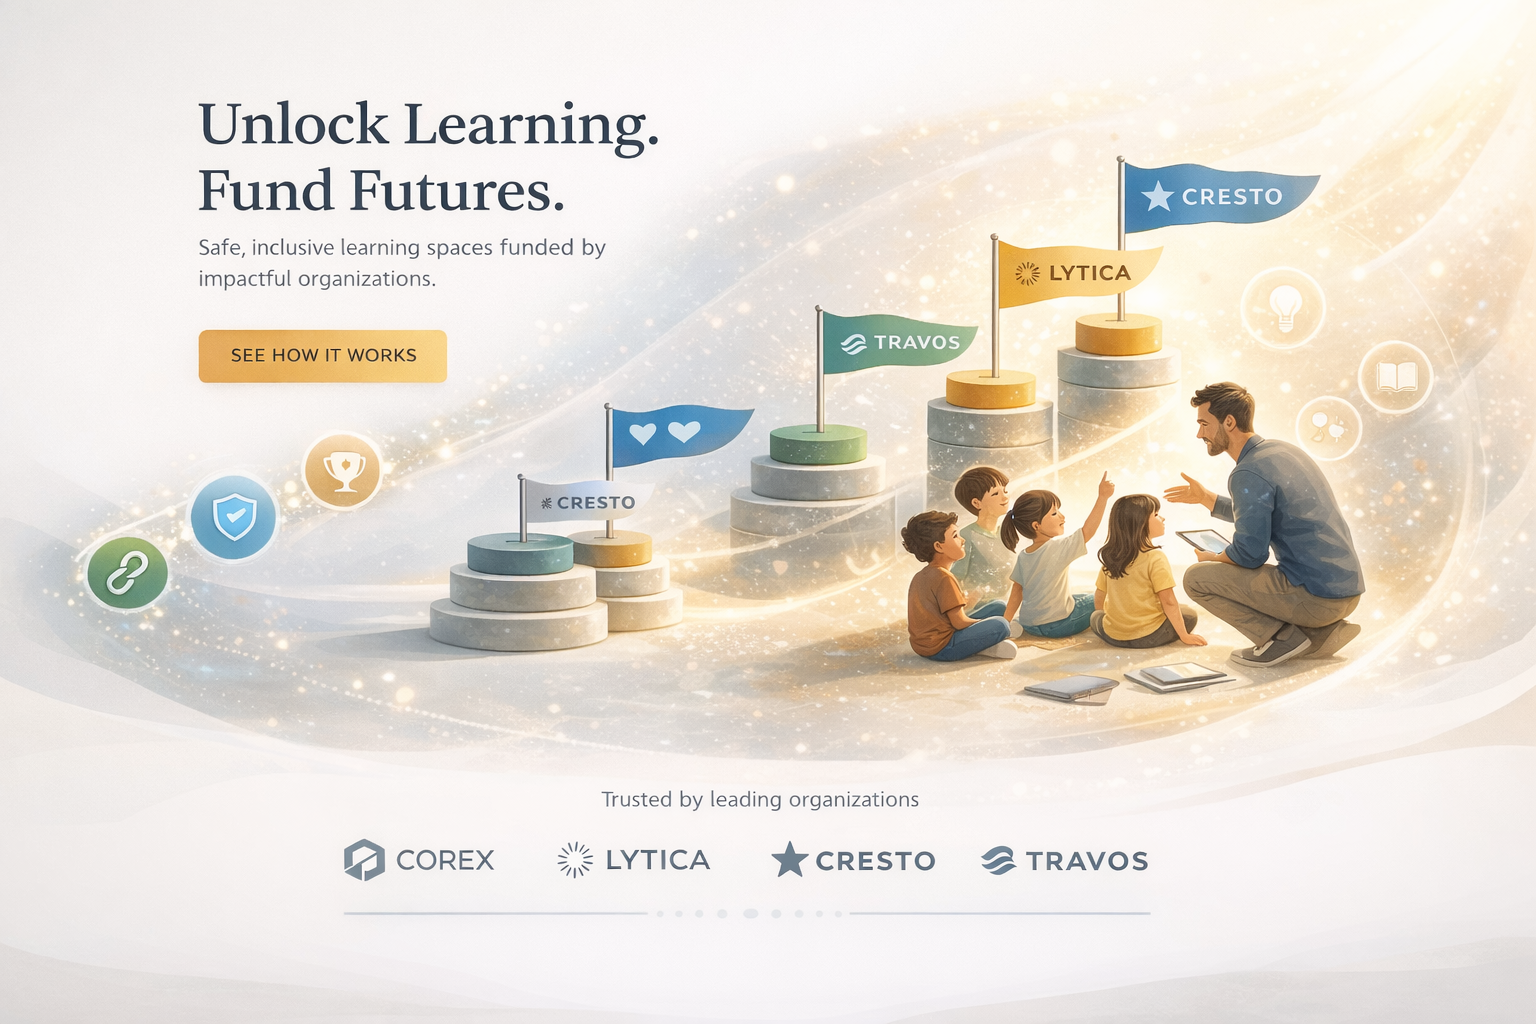 Unlock Learning.
Fund Futures.
Safe, inclusive learning spaces funded by
impactful organizations.
SEE HOW IT WORKS
CRESTO
LYTICA
TRAVOS
CRESTO
Trusted by leading organizations
COREX
LYTICA
CRESTO
TRAVOS